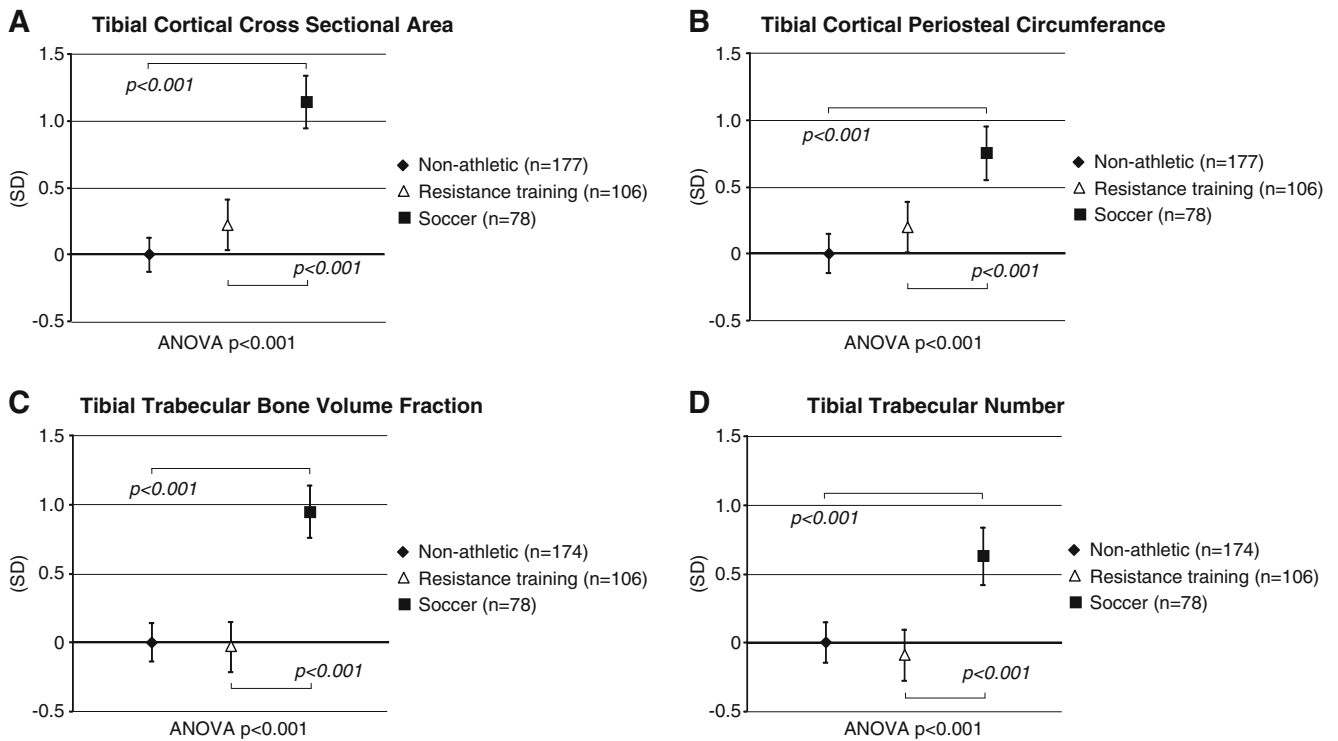 A Tibial Cortical Cross Sectional Area
1.5
1.0
0.5
0
-0.5
(SD)
p<0.001
p<0.001
Non-athletic (n=177)
Resistance training (n=106)
Soccer (n=78)
ANOVA p<0.001
B Tibial Cortical Periosteal Circumferance
1.5
1.0
0.5
0
-0.5
(SD)
p<0.001
p<0.001
Non-athletic (n=177)
Resistance training (n=106)
Soccer (n=78)
ANOVA p<0.001
C Tibial Trabecular Bone Volume Fraction
1.5
1.0
0.5
0
-0.5
(SD)
p<0.001
p<0.001
Non-athletic (n=174)
Resistance training (n=106)
Soccer (n=78)
ANOVA p<0.001
D Tibial Trabecular Number
1.5
1.0
0.5
0
-0.5
(SD)
p<0.001
p<0.001
Non-athletic (n=174)
Resistance training (n=106)
Soccer (n=78)
ANOVA p<0.001